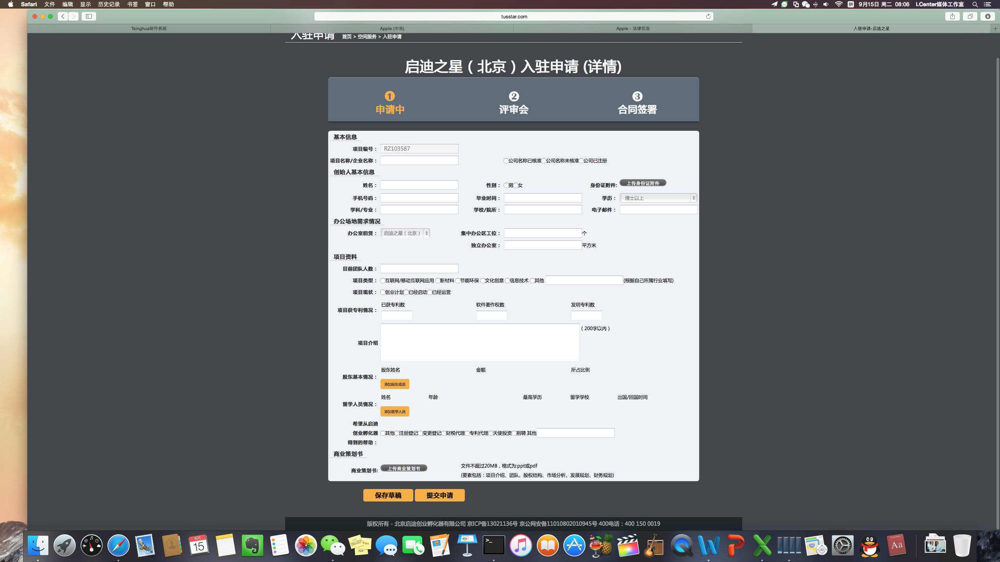 Safari 文件 编辑 显示 历史记录 书签 窗口 帮助
拼 9月15日 周二 08:06 i.Center媒体工作室
tusstar.com
Tsinghua邮件系统 Apple (中国) Apple - 法律信息 入驻申请-启迪之星
入驻申请 首页 > 空间服务 > 入驻申请
启迪之星（北京）入驻申请 (详情)
1 2 3
申请中 评审会 合同签署
基本信息
项目编号： RZ103587
项目名称/企业名称： 公司名称已核准 公司名称未核准 公司已注册
创始人基本信息
姓名： 性别： 男 女 身份证附件: 上传身份证附件
手机号码： 毕业时间： 学历： 博士以上
学科/专业： 学校/院所： 电子邮件：
办公场地需求情况
办公室租赁： 启迪之星（北京） 集中办公区工位： 个
独立办公室： 平方米
项目资料
目前团队人数：
项目类型： 互联网/移动互联网应用 新材料 节能环保 文化创意 信息技术 其他 (根据自己所属行业填写)
项目现状： 创业计划 已经启动 已经运营
已获专利数 软件著作权数 发明专利数
项目获专利情况：
（200字以内）
项目介绍
股东姓名 金额 所占比例
股东基本情况：
添加股东成员
姓名 年龄 最高学历 留学学校 出国/回国时间
留学人员情况：
添加留学人员
希望从启迪
创业孵化器 其他 注册登记 变更登记 财税代理 专利代理 天使投资 招聘 其他
得到的帮助：
商业策划书
商业策划书: 上传商业策划书 文件不超过20MB，格式为:ppt或pdf
(要素包括：项目介绍、团队、股权结构、市场分析、发展规划、财务规划)
保存草稿 提交申请
版权所有 - 北京启迪创业孵化器有限公司 京ICP备13021136号 京公网安备11010802010945号 400电话：400 150 0019
9月
15
PAGES
>_
3D
Dictionary
Aa